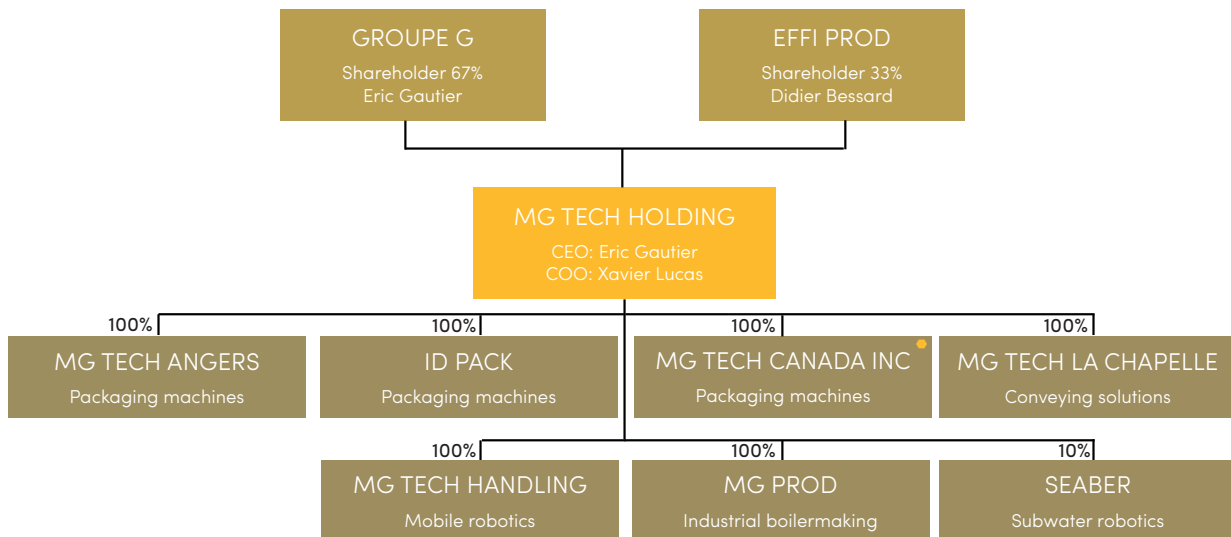 GROUPE G
Shareholder 67%
Eric Gautier
EFFI PROD
Shareholder 33%
Didier Bessard
MG TECH HOLDING
CEO: Eric Gautier
COO: Xavier Lucas
100%
MG TECH ANGERS
Packaging machines
100%
ID PACK
Packaging machines
100%
MG TECH CANADA INC
Packaging machines
100%
MG TECH LA CHAPELLE
Conveying solutions
100%
MG TECH HANDLING
Mobile robotics
100%
MG PROD
Industrial boilermaking
10%
SEABER
Subwater robotics